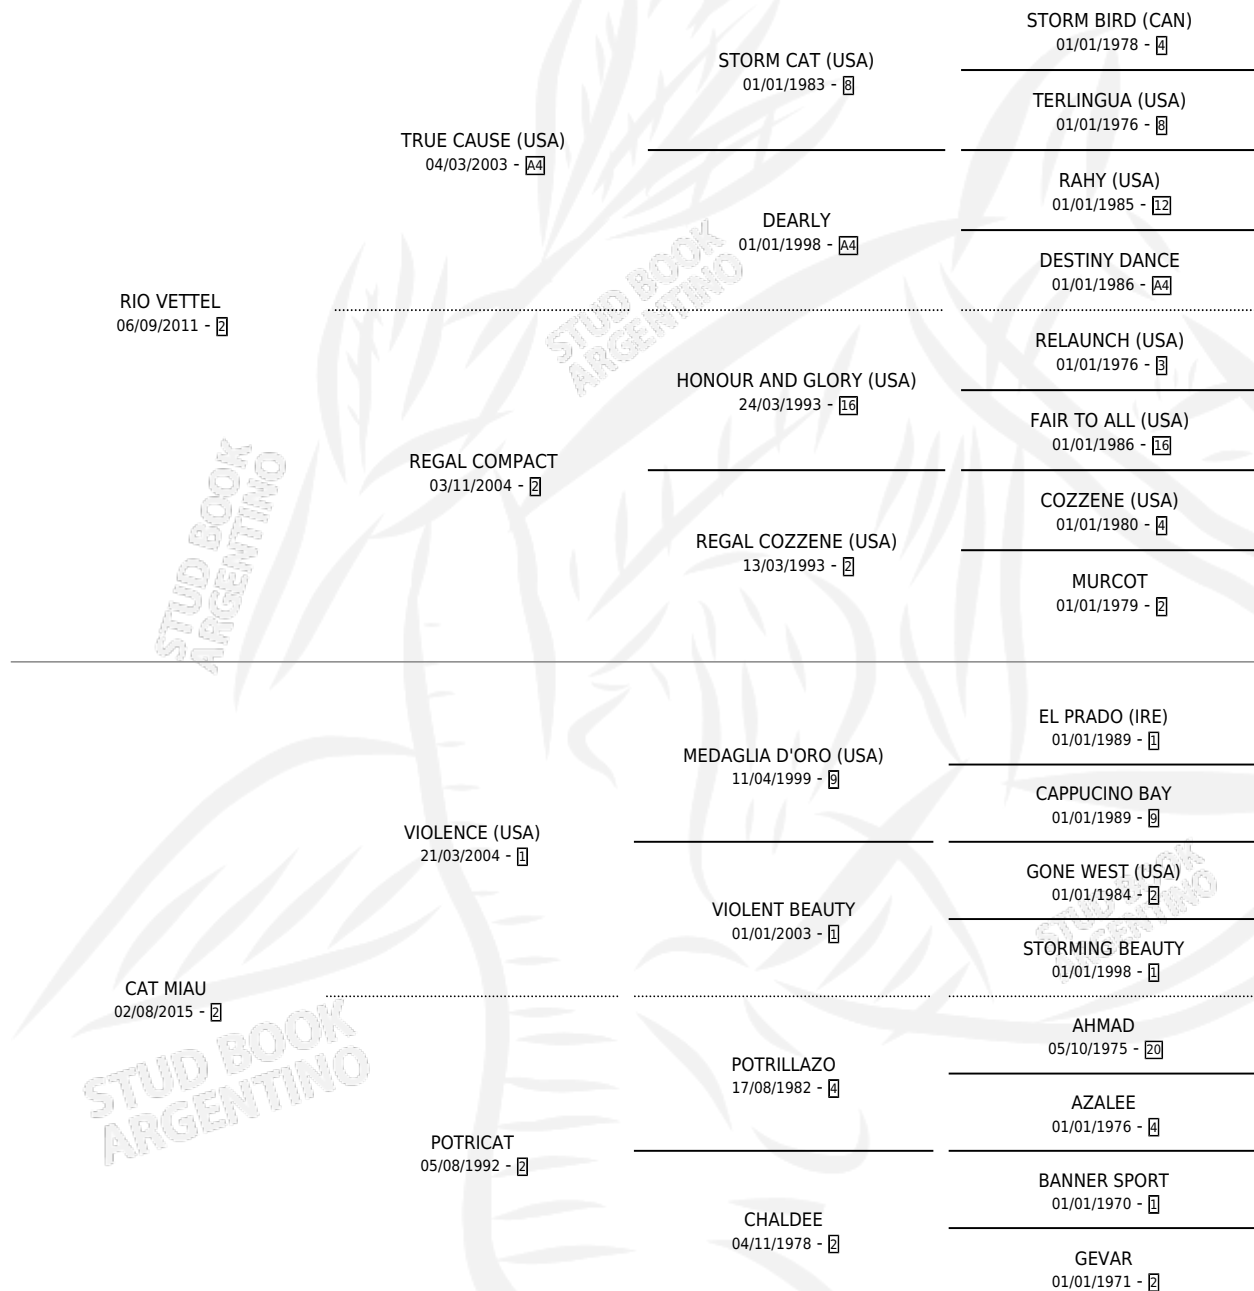 STORM BIRD (CAN)
01/01/1978 - 4
STORM CAT (USA)
01/01/1983 - 8
TERLINGUA (USA)
01/01/1976 - 8
TRUE CAUSE (USA)
04/03/2003 - A4
RAHY (USA)
01/01/1985 - 12
DEARLY
01/01/1998 - A4
DESTINY DANCE
01/01/1986 - A4
RIO VETTEL
06/09/2011 - 2
RELAUNCH (USA)
01/01/1976 - 3
HONOUR AND GLORY (USA)
24/03/1993 - 16
FAIR TO ALL (USA)
01/01/1986 - 16
REGAL COMPACT
03/11/2004 - 2
COZZENE (USA)
01/01/1980 - 4
REGAL COZZENE (USA)
13/03/1993 - 2
MURCOT
01/01/1979 - 2
STUD BOOK
ARGENTINO
STUD BOOK
ARGENTINO
EL PRADO (IRE)
01/01/1989 - 1
MEDAGLIA D'ORO (USA)
11/04/1999 - 9
CAPPUCINO BAY
01/01/1989 - 9
VIOLENCE (USA)
21/03/2004 - 1
GONE WEST (USA)
01/01/1984 - 2
VIOLENT BEAUTY
01/01/2003 - 1
STORMING BEAUTY
01/01/1998 - 1
CAT MIAU
02/08/2015 - 2
AHMAD
05/10/1975 - 20
POTRILLAZO
17/08/1982 - 4
AZALEE
01/01/1976 - 4
POTRICAT
05/08/1992 - 2
BANNER SPORT
01/01/1970 - 1
CHALDEE
04/11/1978 - 2
GEVAR
01/01/1971 - 2
STUD BOOK
ARGENTINO
STUD BOOK
ARGENTINO